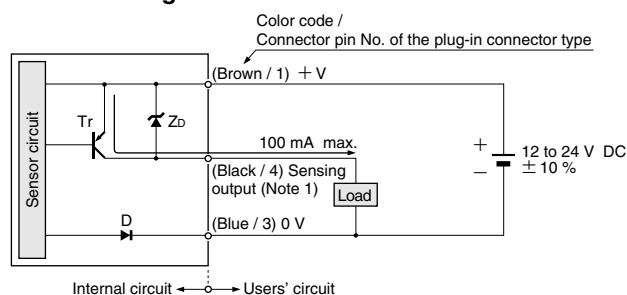 Color code /
Connector pin No. of the plug-in connector type
(Brown / 1) + V
Sensor circuit
Tr
ZD
100 mA max.
(Black / 4) Sensing
output (Note 1)
Load
+
−
12 to 24 V DC
± 10 %
D
(Blue / 3) 0 V
Internal circuit
Users' circuit